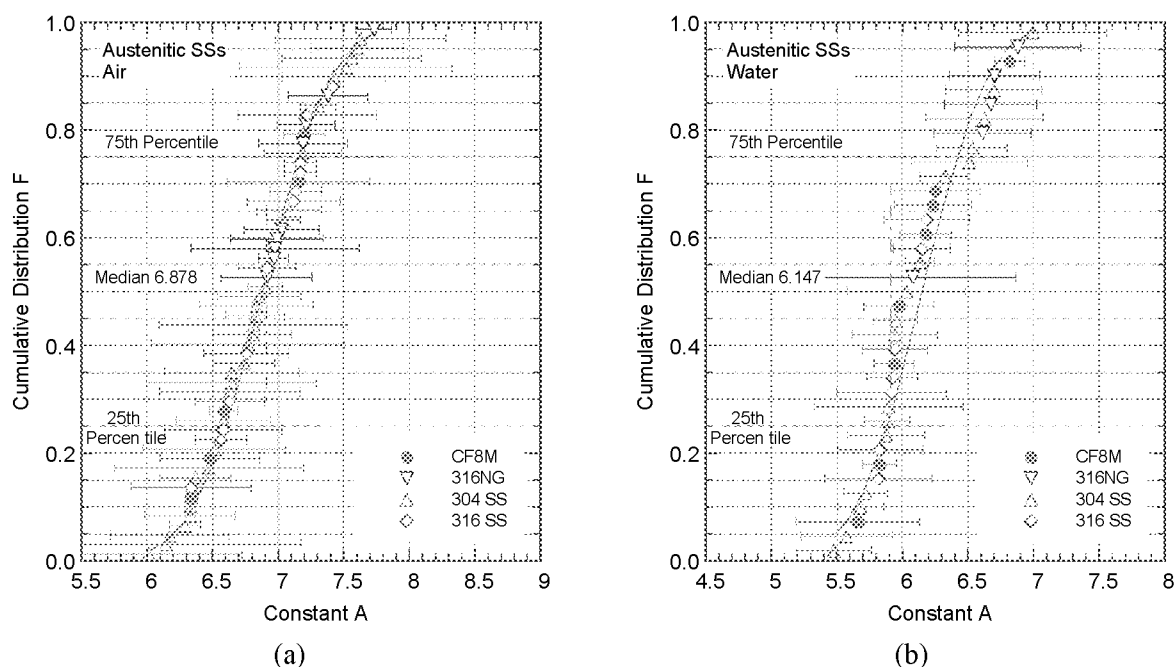 Austenitic SSs
Air
75th Percentile
Median 6.878
25th
Percen tile
CF8M
316NG
304 SS
316 SS
Cumulative Distribution F
1.0
0.8
0.6
0.4
0.2
0.0
5.5 6 6.5 7 7.5 8 8.5 9
Constant A
(a)
Austenitic SSs
Water
75th Percentile
Median 6.147
25th
Percen tile
CF8M
316NG
304 SS
316 SS
Cumulative Distribution F
1.0
0.8
0.6
0.4
0.2
0.0
4.5 5 5.5 6 6.5 7 7.5 8
Constant A
(b)